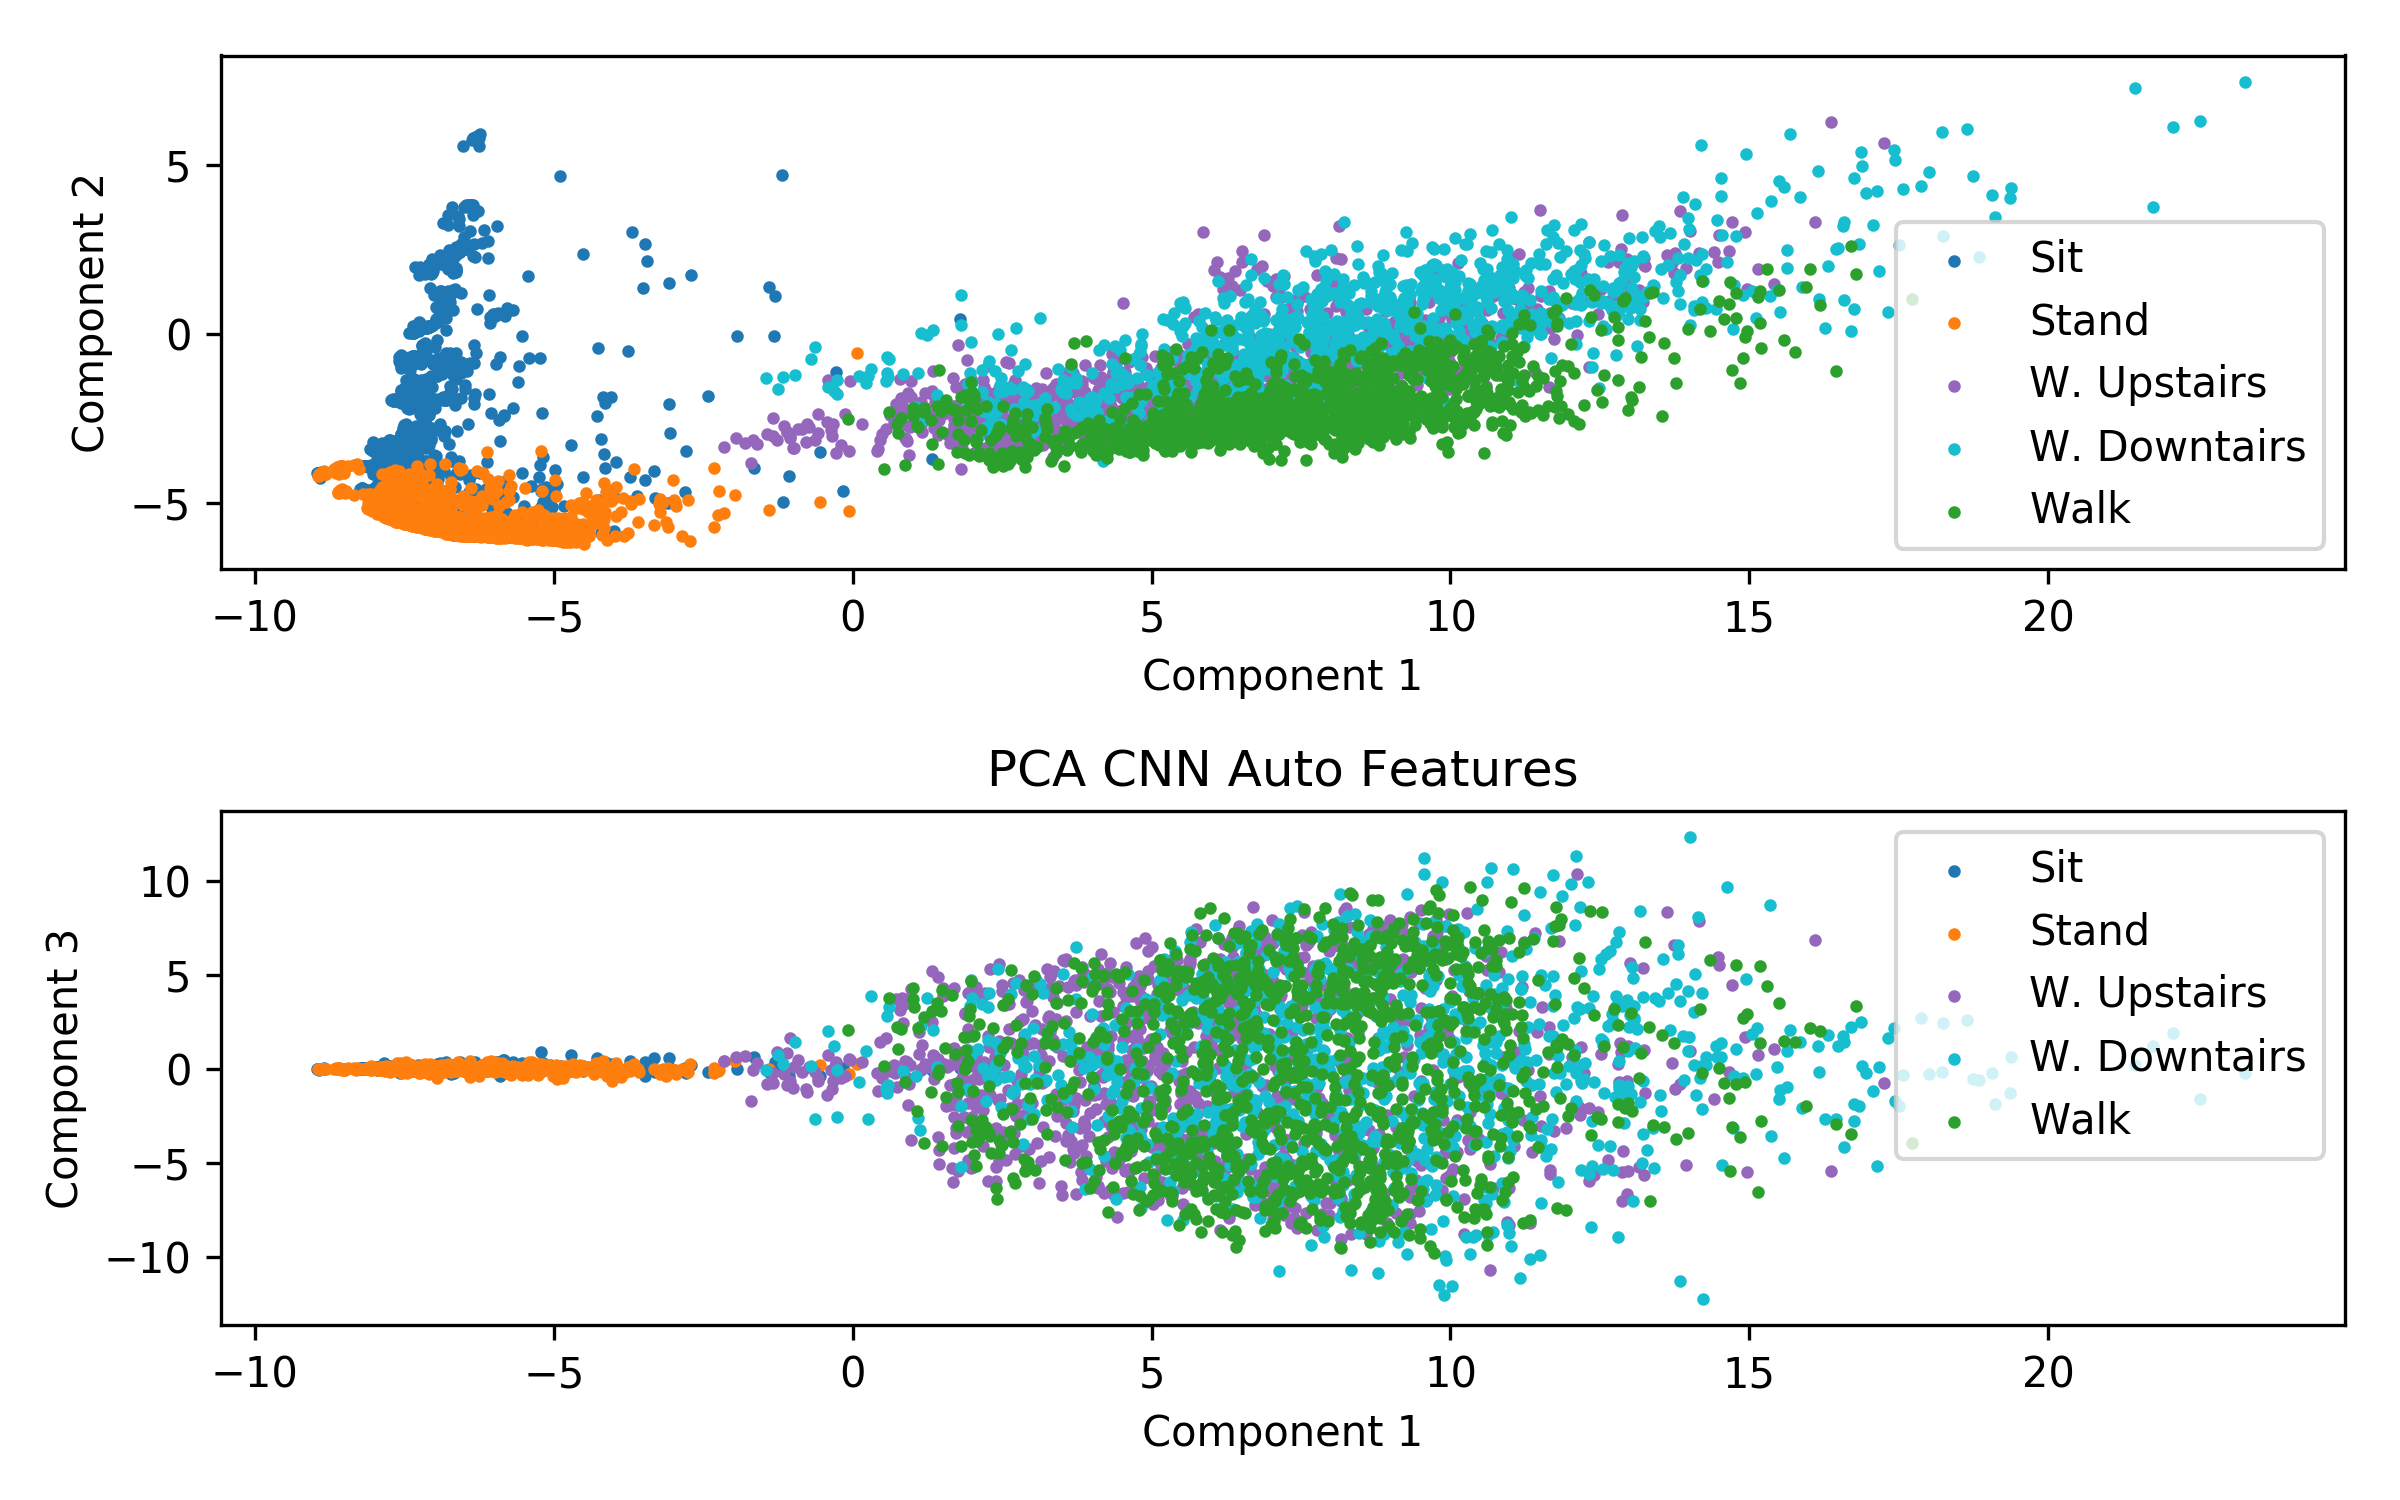 5
0
−5
Component 2
Sit
Stand
W. Upstairs
W. Downtairs
Walk
−10 −5 0 5 10 15 20
Component 1
PCA CNN Auto Features
10
5
0
−5
−10
Component 3
Sit
Stand
W. Upstairs
W. Downtairs
Walk
−10 −5 0 5 10 15 20
Component 1